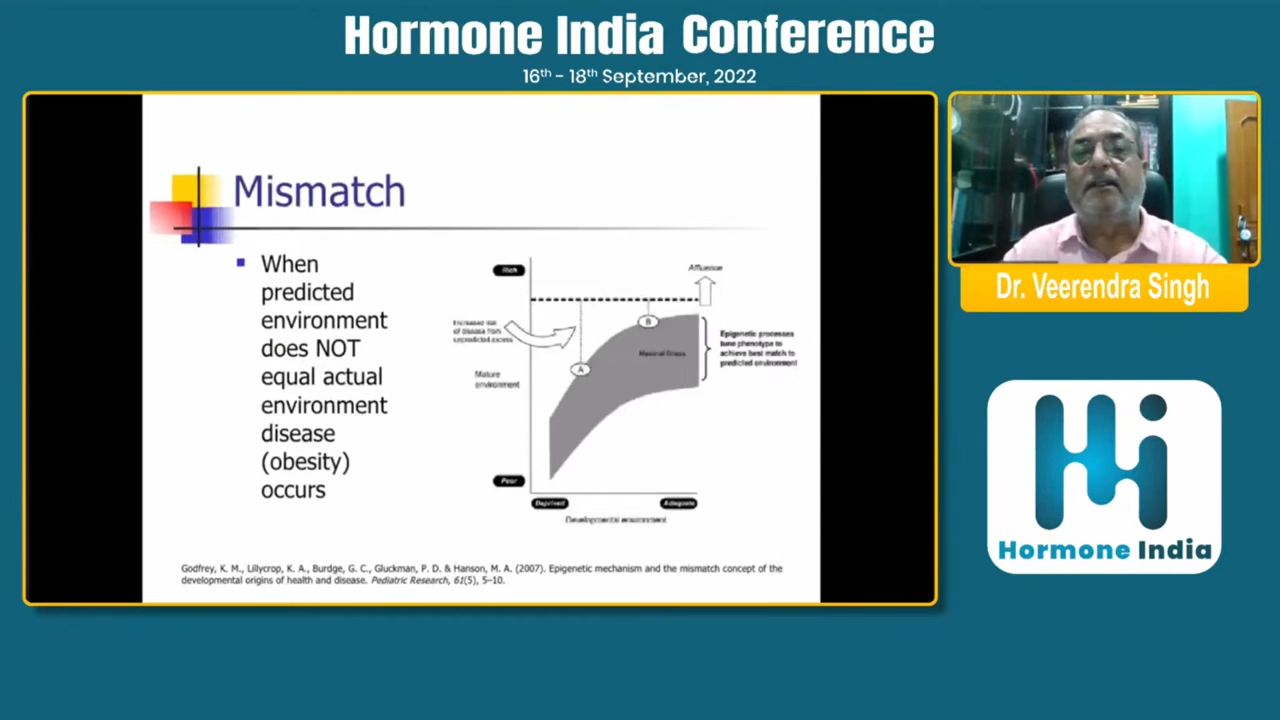 Hormone India Conference
16th - 18th September, 2022
Mismatch
When
predicted
environment
does NOT
equal actual
environment
disease
(obesity)
occurs
Rich
Affluence
Increased risk
of disease from
unpredicted excess
B
Maximal fitness
Epigenetic processes
tune phenotype to
achieve best match to
predicted environment
A
Mature
environment
Poor
Deprived
Adequate
Developmental environment
Godfrey, K. M., Lillycrop, K. A., Burdge, G. C., Gluckman, P. D. & Hanson, M. A. (2007). Epigenetic mechanism and the mismatch concept of the
developmental origins of health and disease. Pediatric Research, 61(5), 5–10.
Dr. Veerendra Singh
Hi
Hormone India